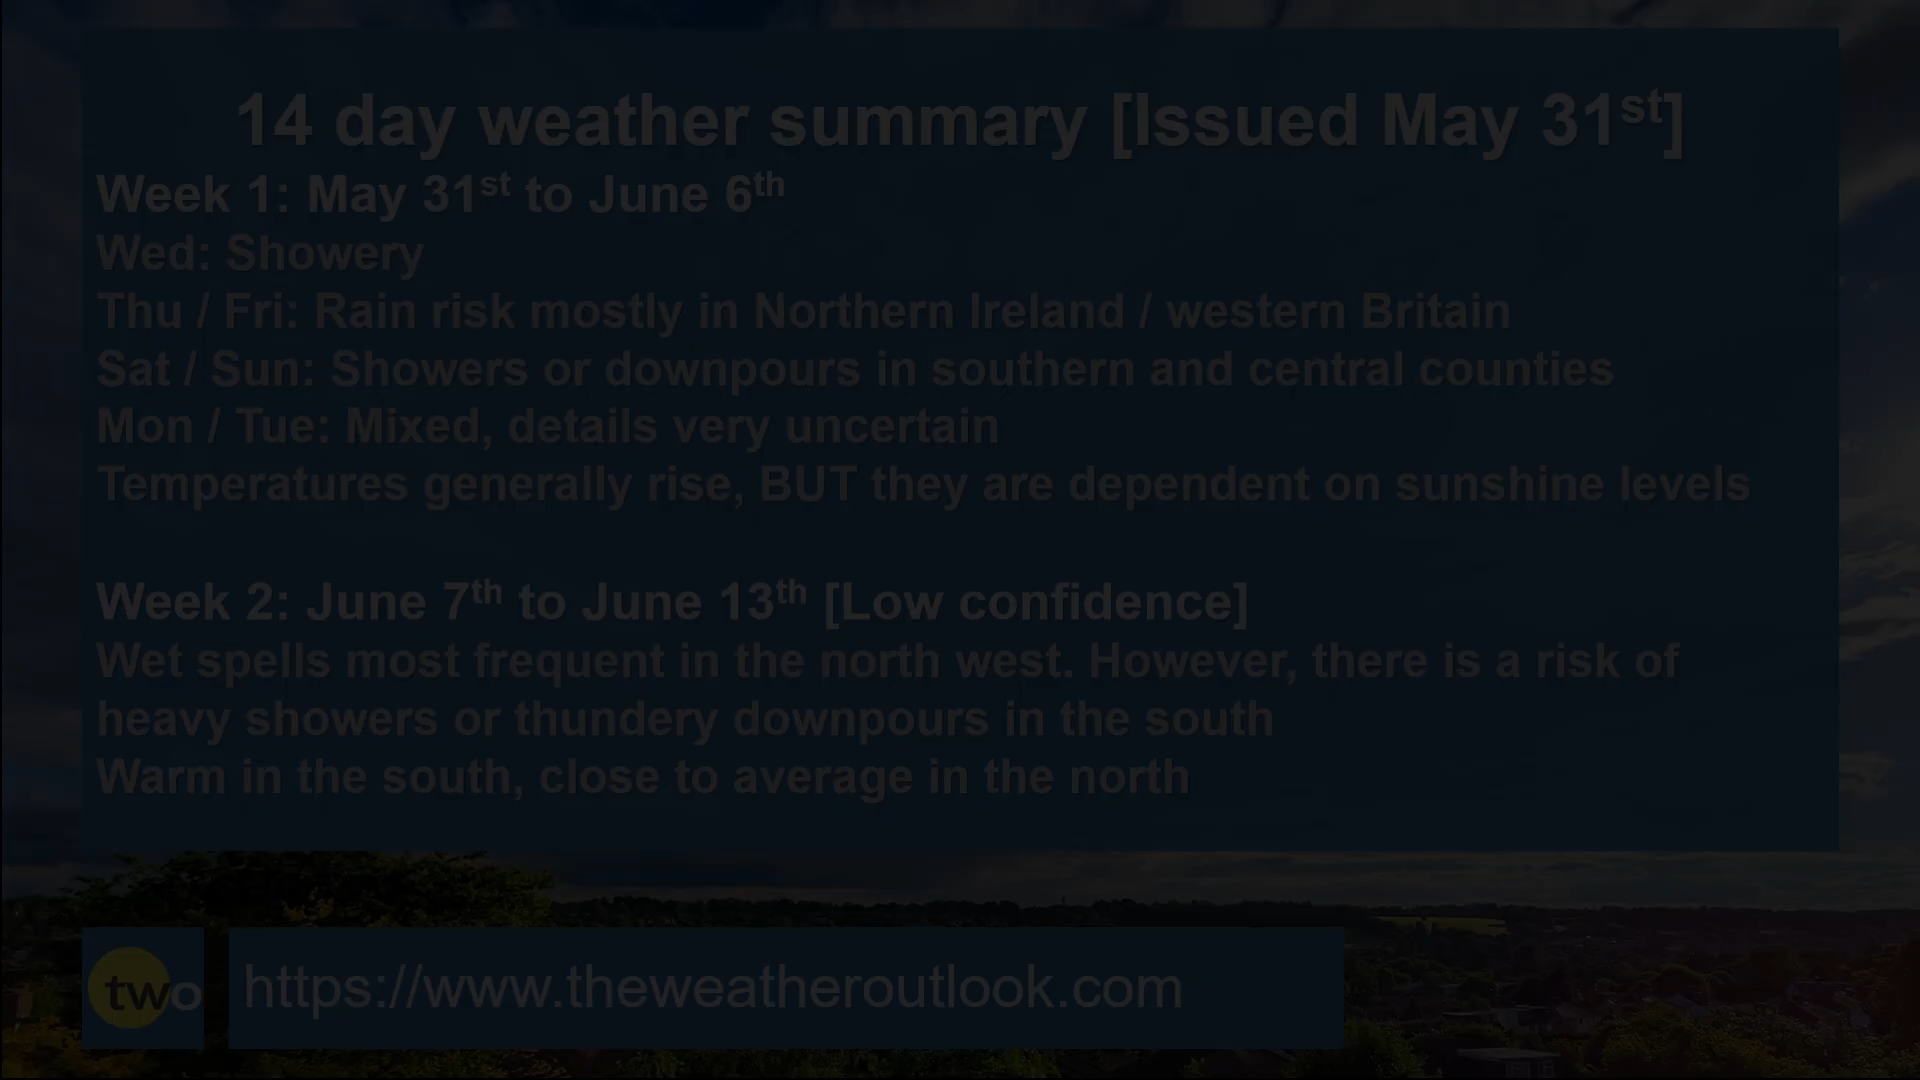 14 day weather summary [Issued May 31st]
Week 1: May 31st to June 6th
Wed: Showery
Thu / Fri: Rain risk mostly in Northern Ireland / western Britain
Sat / Sun: Showers or downpours in southern and central counties
Mon / Tue: Mixed, details very uncertain
Temperatures generally rise, BUT they are dependent on sunshine levels
Week 2: June 7th to June 13th [Low confidence]
Wet spells most frequent in the north west. However, there is a risk of
heavy showers or thundery downpours in the south
Warm in the south, close to average in the north
two
https://www.theweatheroutlook.com